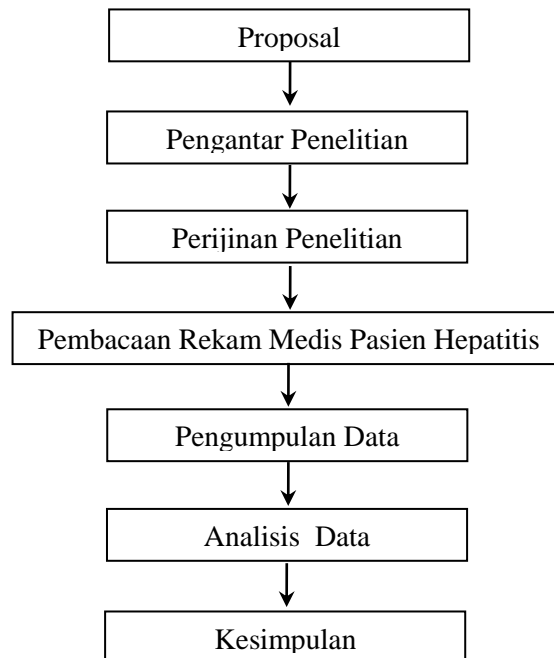 Proposal
Pengantar Penelitian
Perijinan Penelitian
Pembacaan Rekam Medis Pasien Hepatitis
Pengumpulan Data
Analisis  Data
Kesimpulan